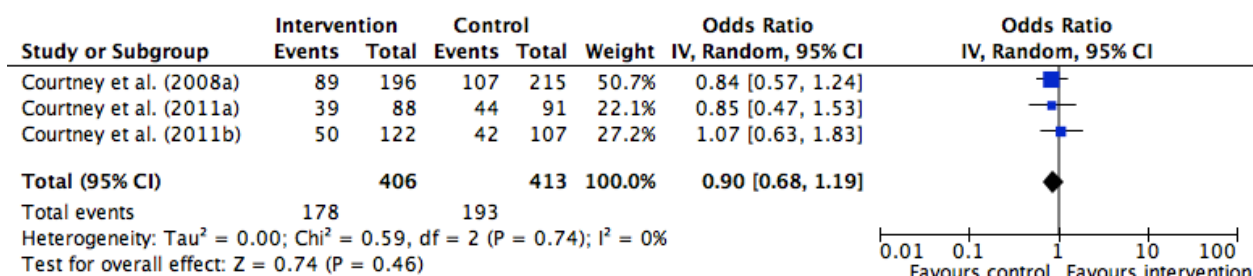 Intervention Control Odds Ratio Odds Ratio
Study or Subgroup Events Total Events Total Weight IV, Random, 95% CI IV, Random, 95% CI
Courtney et al. (2008a) 89 196 107 215 50.7% 0.84 [0.57, 1.24]
Courtney et al. (2011a) 39 88 44 91 22.1% 0.85 [0.47, 1.53]
Courtney et al. (2011b) 50 122 42 107 27.2% 1.07 [0.63, 1.83]
Total (95% CI) 406 413 100.0% 0.90 [0.68, 1.19]
Total events 178 193
Heterogeneity: Tau² = 0.00; Chi² = 0.59, df = 2 (P = 0.74); I² = 0%
Test for overall effect: Z = 0.74 (P = 0.46)
0.01 0.1 1 10 100
Favours control Favours intervention